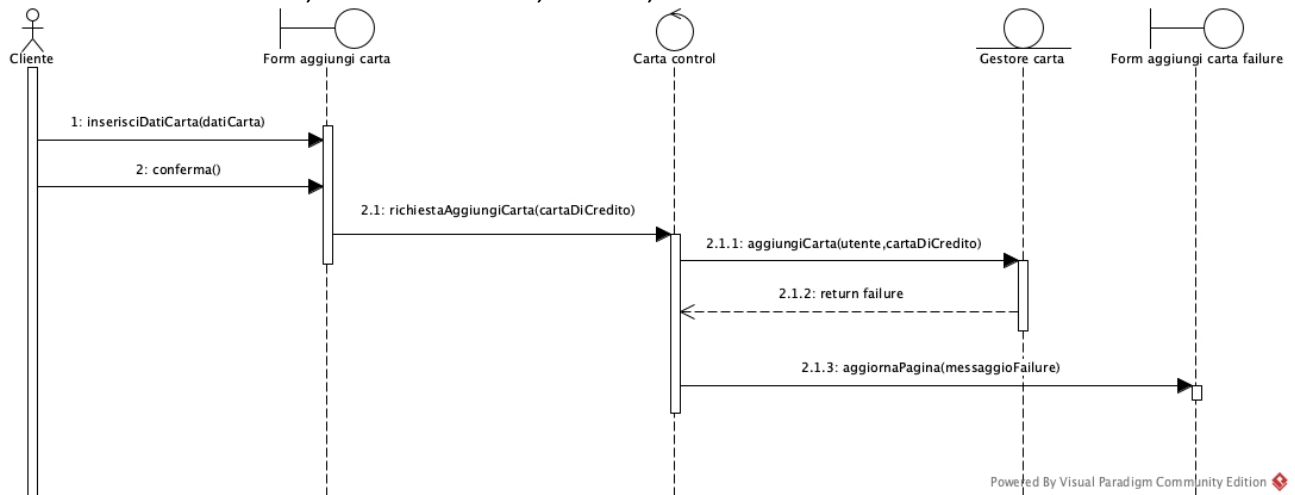 Cliente
Form aggiungi carta
Carta control
Gestore carta
Form aggiungi carta failure
1: inserisciDatiCarta(datiCarta)
2: conferma()
2.1: richiestaAggiungiCarta(cartaDiCredito)
2.1.1: aggiungiCarta(utente,cartaDiCredito)
2.1.2: return failure
2.1.3: aggiornaPagina(messaggioFailure)
Powered By Visual Paradigm Community Edition